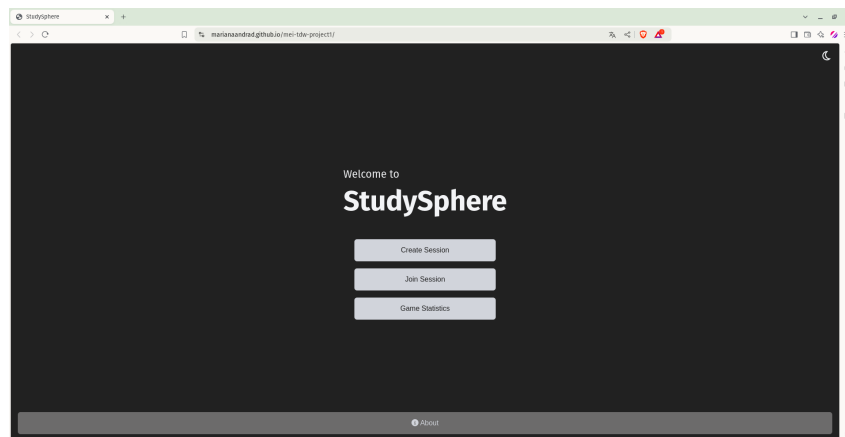 StudySphere
marianaandrad.github.io/mei-tdw-project1/
Welcome to
StudySphere
Create Session
Join Session
Game Statistics
About